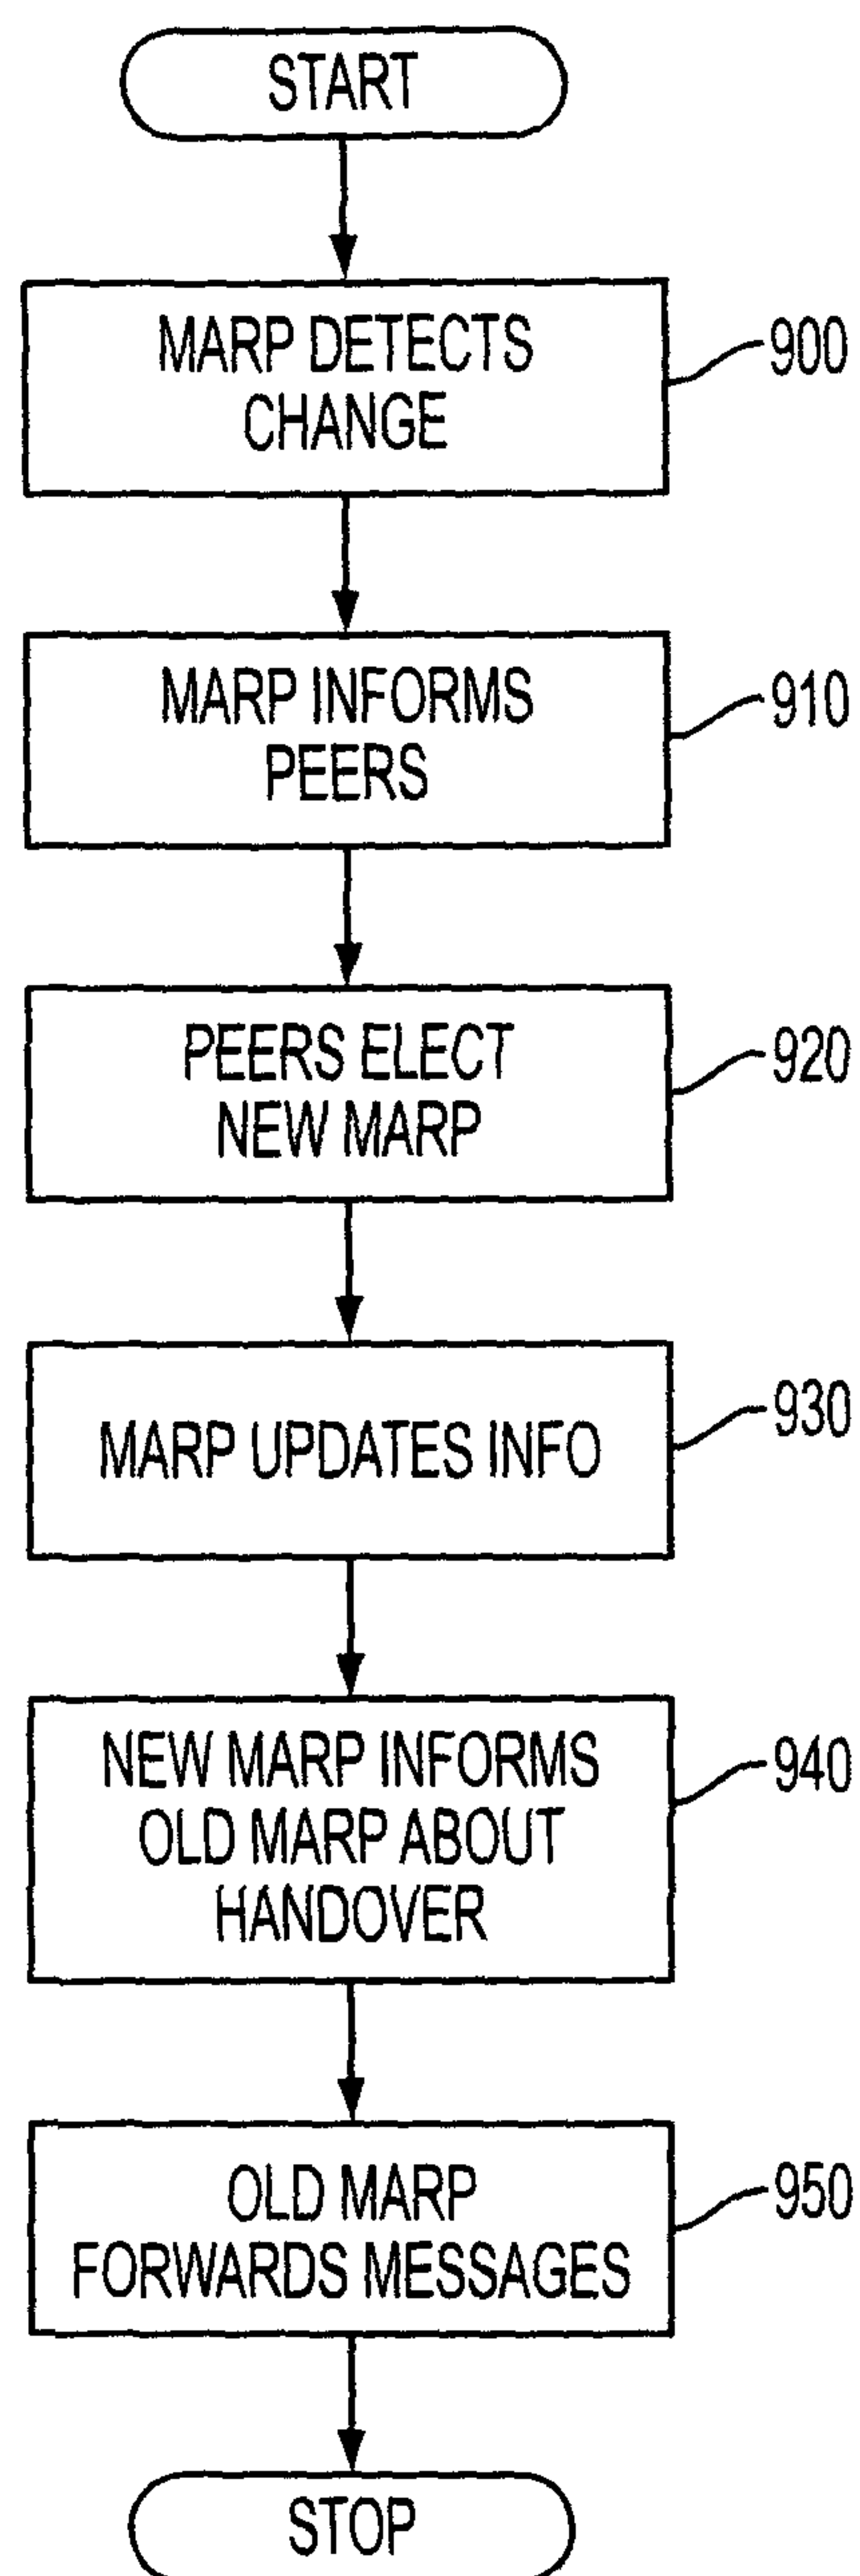 START
MARP DETECTS
CHANGE
900
MARP INFORMS
PEERS
910
PEERS ELECT
NEW MARP
920
MARP UPDATES INFO
930
NEW MARP INFORMS
OLD MARP ABOUT
HANDOVER
940
OLD MARP
FORWARDS MESSAGES
950
STOP